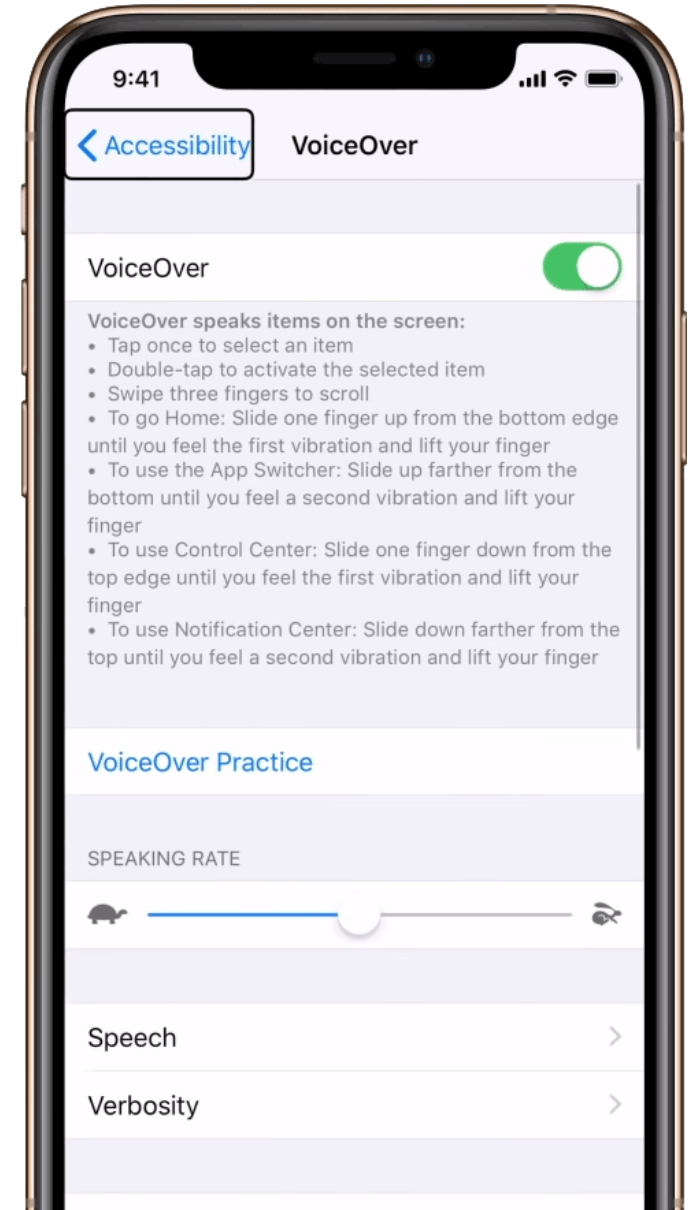 9:41
Accessibility
VoiceOver
VoiceOver
VoiceOver speaks items on the screen:
• Tap once to select an item
• Double-tap to activate the selected item
• Swipe three fingers to scroll
• To go Home: Slide one finger up from the bottom edge
until you feel the first vibration and lift your finger
• To use the App Switcher: Slide up farther from the
bottom until you feel a second vibration and lift your
finger
• To use Control Center: Slide one finger down from the
top edge until you feel the first vibration and lift your
finger
• To use Notification Center: Slide down farther from the
top until you feel a second vibration and lift your finger
VoiceOver Practice
SPEAKING RATE
Speech
Verbosity